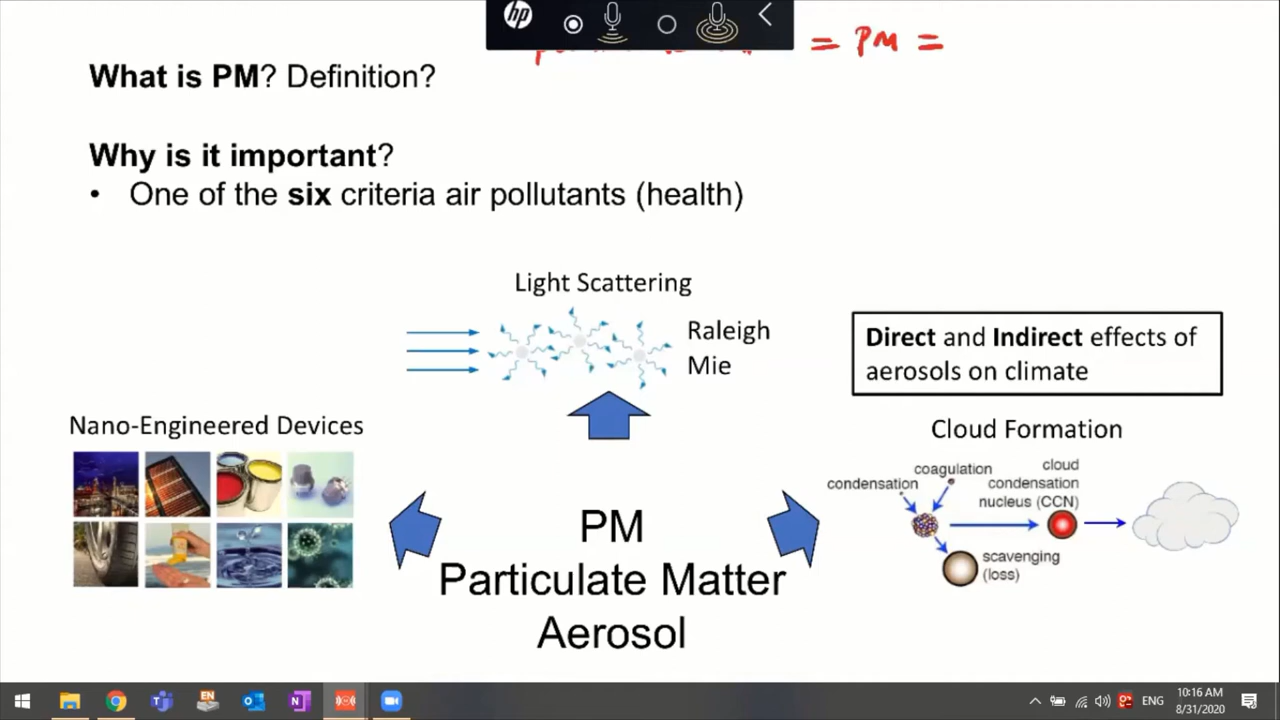 hp
= PM =
What is PM? Definition?
Why is it important?
• One of the six criteria air pollutants (health)
Light Scattering
Raleigh
Mie
Direct and Indirect effects of
aerosols on climate
Nano-Engineered Devices
Cloud Formation
condensation
coagulation
cloud
condensation
nucleus (CCN)
scavenging
(loss)
PM
Particulate Matter
Aerosol
EN
ENG
10:16 AM
8/31/2020